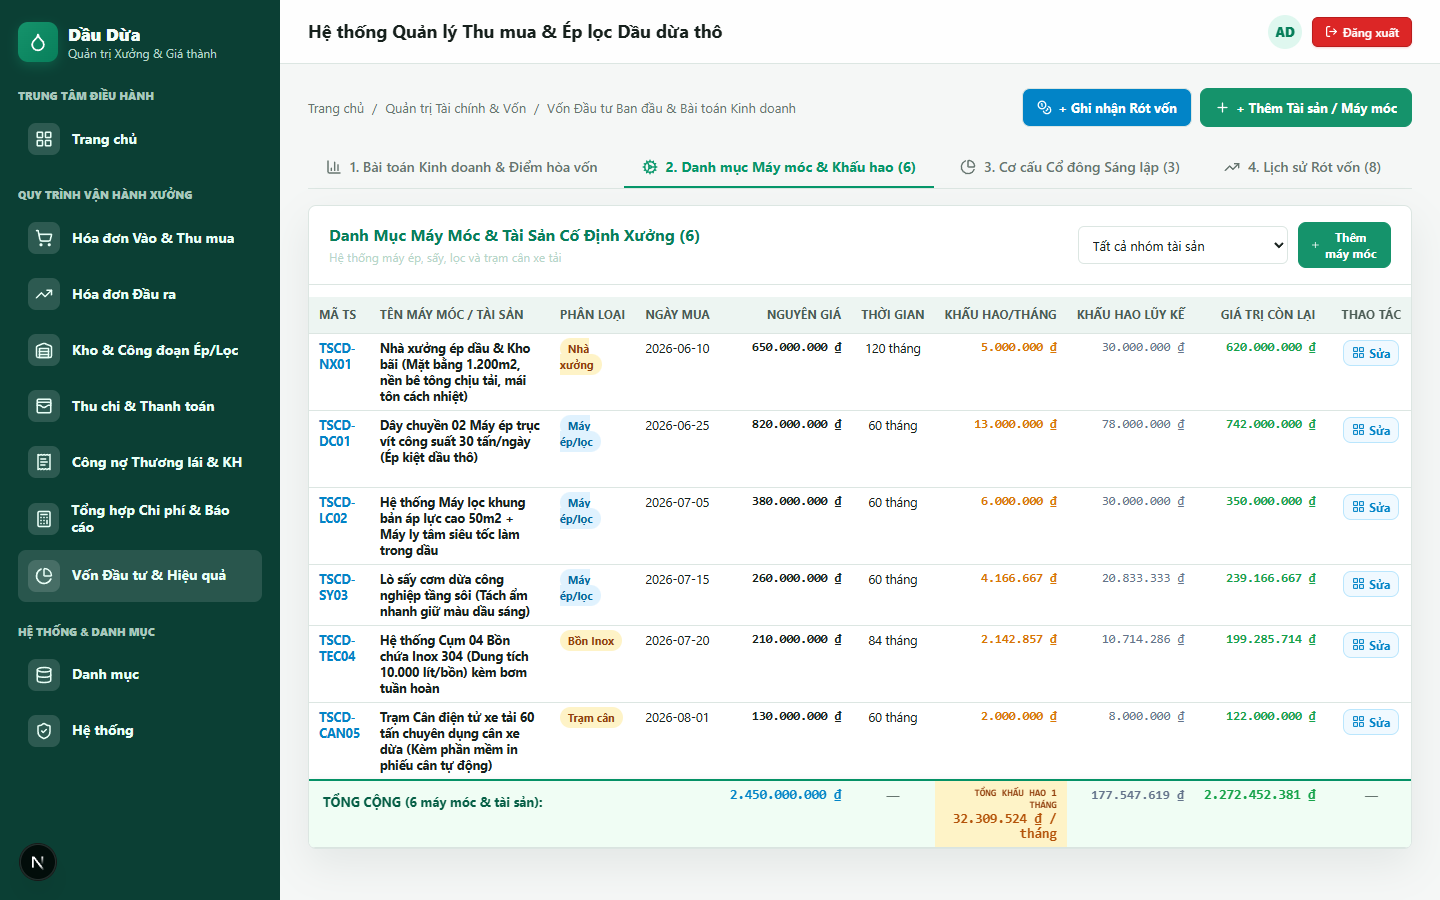 Dầu Dừa
Quản trị Xưởng & Giá thành
TRUNG TÂM ĐIỀU HÀNH
Trang chủ
QUY TRÌNH VẬN HÀNH XƯỞNG
Hóa đơn Vào & Thu mua
Hóa đơn Đầu ra
Kho & Công đoạn Ép/Lọc
Thu chi & Thanh toán
Công nợ Thương lái & KH
Tổng hợp Chi phí & Báo
cáo
Vốn Đầu tư & Hiệu quả
HỆ THỐNG & DANH MỤC
Danh mục
Hệ thống
N
Hệ thống Quản lý Thu mua & Ép lọc Dầu dừa thô
AD
Đăng xuất
Trang chủ / Quản trị Tài chính & Vốn / Vốn Đầu tư Ban đầu & Bài toán Kinh doanh
+ Ghi nhận Rót vốn
+ + Thêm Tài sản / Máy móc
1. Bài toán Kinh doanh & Điểm hòa vốn
2. Danh mục Máy móc & Khấu hao (6)
3. Cơ cấu Cổ đông Sáng lập (3)
4. Lịch sử Rót vốn (8)
Danh Mục Máy Móc & Tài Sản Cố Định Xưởng (6)
Hệ thống máy ép, sấy, lọc và trạm cân xe tải
Tất cả nhóm tài sản
+ Thêm
máy móc
MÃ TS TÊN MÁY MÓC / TÀI SẢN PHÂN LOẠI NGÀY MUA NGUYÊN GIÁ THỜI GIAN KHẤU HAO/THÁNG KHẤU HAO LŨY KẾ GIÁ TRỊ CÒN LẠI THAO TÁC
TSCD-
NX01
Nhà xưởng ép dầu & Kho
bãi (Mặt bằng 1.200m2,
nền bê tông chịu tải, mái
tôn cách nhiệt)
Nhà
xưởng
2026-06-10 650.000.000 ₫ 120 tháng 5.000.000 ₫ 30.000.000 ₫ 620.000.000 ₫ Sửa
TSCD-
DC01
Dây chuyền 02 Máy ép trục
vít công suất 30 tấn/ngày
(Ép kiệt dầu thô)
Máy
ép/lọc
2026-06-25 820.000.000 ₫ 60 tháng 13.000.000 ₫ 78.000.000 ₫ 742.000.000 ₫ Sửa
TSCD-
LC02
Hệ thống Máy lọc khung
bản áp lực cao 50m2 +
Máy ly tâm siêu tốc làm
trong dầu
Máy
ép/lọc
2026-07-05 380.000.000 ₫ 60 tháng 6.000.000 ₫ 30.000.000 ₫ 350.000.000 ₫ Sửa
TSCD-
SY03
Lò sấy cơm dừa công
nghiệp tầng sôi (Tách ẩm
nhanh giữ màu dầu sáng)
Máy
ép/lọc
2026-07-15 260.000.000 ₫ 60 tháng 4.166.667 ₫ 20.833.333 ₫ 239.166.667 ₫ Sửa
TSCD-
TEC04
Hệ thống Cụm 04 Bồn
chứa Inox 304 (Dung tích
10.000 lít/bồn) kèm bơm
tuần hoàn
Bồn Inox
2026-07-20 210.000.000 ₫ 84 tháng 2.142.857 ₫ 10.714.286 ₫ 199.285.714 ₫ Sửa
TSCD-
CAN05
Trạm Cân điện tử xe tải 60
tấn chuyên dụng cân xe
dừa (Kèm phần mềm in
phiếu cân tự động)
Trạm cân
2026-08-01 130.000.000 ₫ 60 tháng 2.000.000 ₫ 8.000.000 ₫ 122.000.000 ₫ Sửa
TỔNG CỘNG (6 máy móc & tài sản):
2.450.000.000 ₫ —
TỔNG KHẤU HAO 1
THÁNG
32.309.524 ₫ /
tháng
177.547.619 ₫ 2.272.452.381 ₫ —